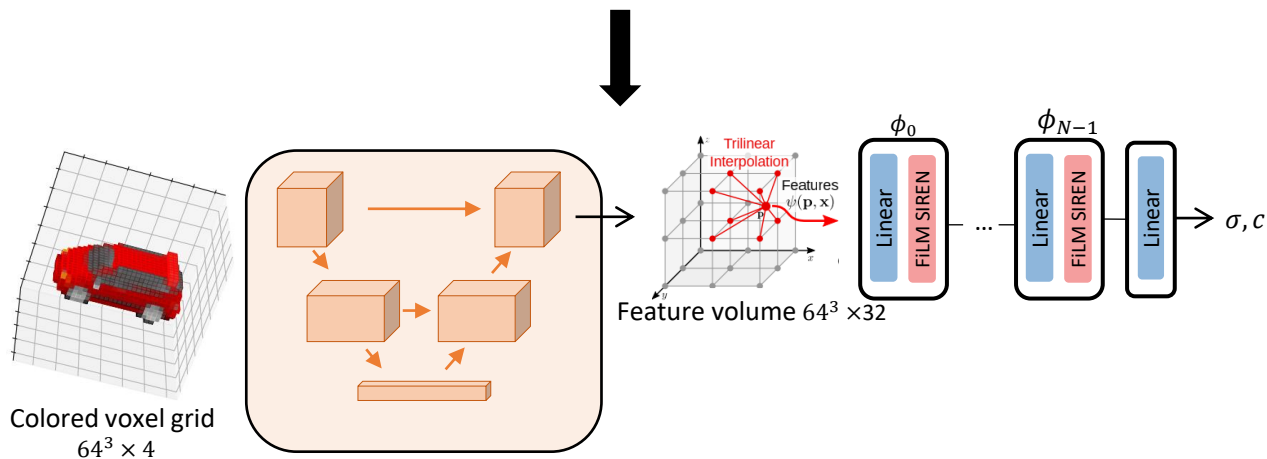 Colored voxel grid
64³ × 4
z
Trilinear
Interpolation
Features
ψ(p, x)
p
x
y
Feature volume 64³ ×32
ϕ₀
Linear
FiLM SIREN
...
ϕ_{N−1}
Linear
FiLM SIREN
Linear
σ, c